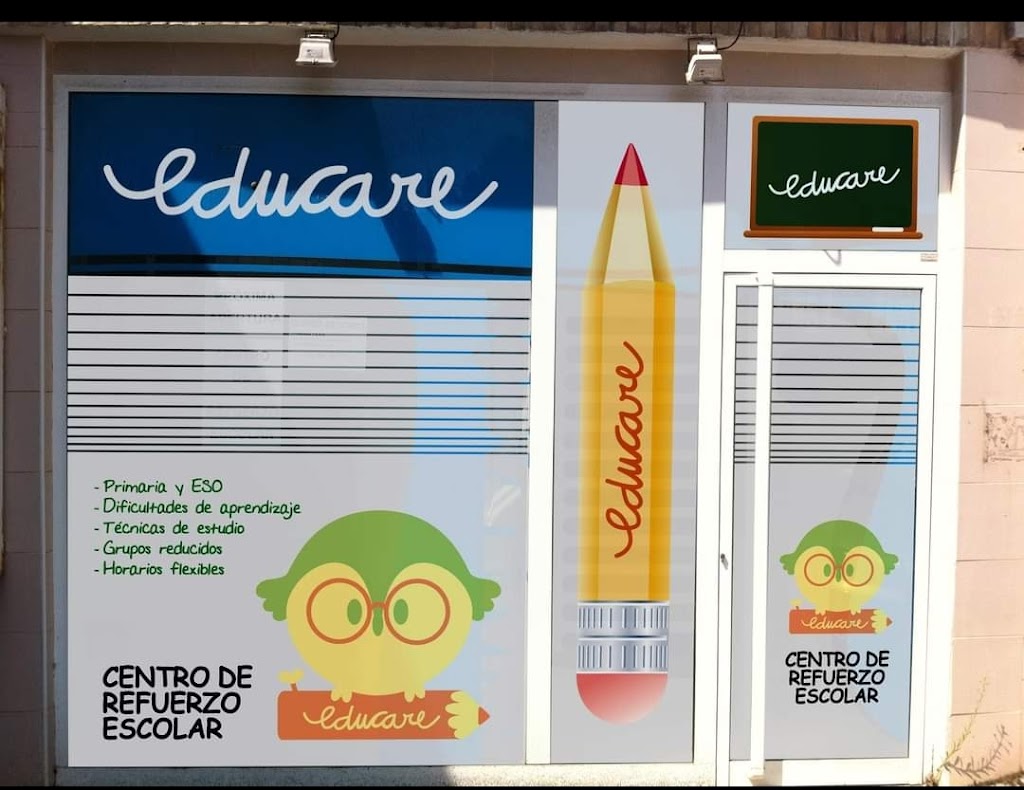 educare
- Primaria y ESO
- Dificultades de aprendizaje
- Técnicas de estudio
- Grupos reducidos
- Horarios flexibles
CENTRO DE
REFUERZO
ESCOLAR
educare
educare
educare
educare
CENTRO DE
REFUERZO
ESCOLAR